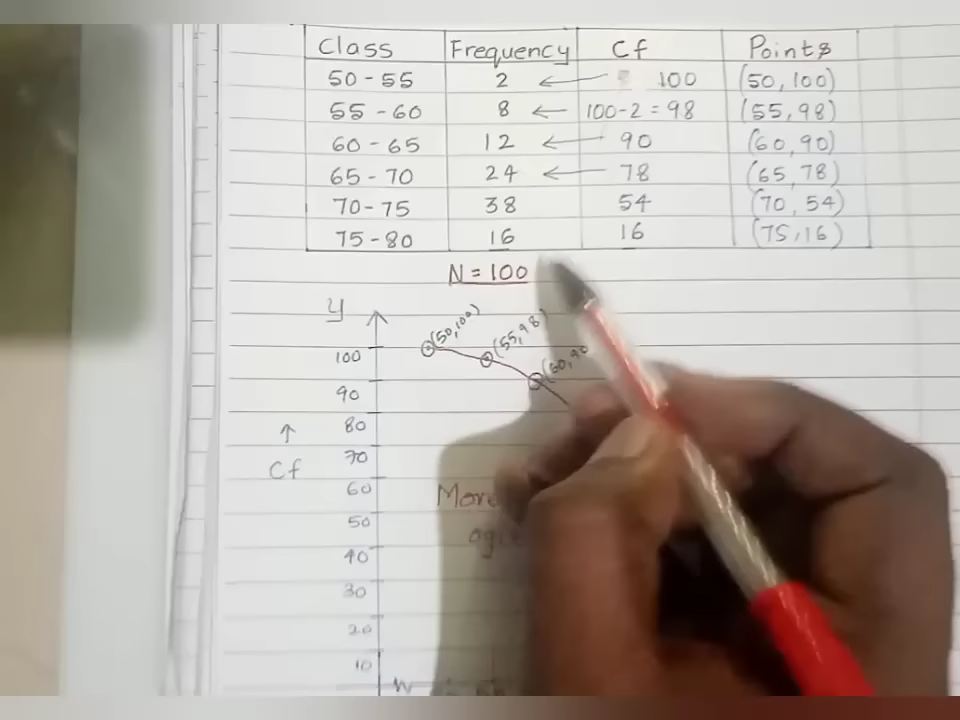 Class Frequency Cf Points
50-55 2 ← 100 (50,100)
55-60 8 ← 100-2=98 (55,98)
60-65 12 ← 90 (60,90)
65-70 24 ← 78 (65,78)
70-75 38 54 (70,54)
75-80 16 16 (75,16)
N=100
y
(50,100)
(55,98)
(60,90
100
90
80
↑
Cf
70
60
More
50
40
30
20
10